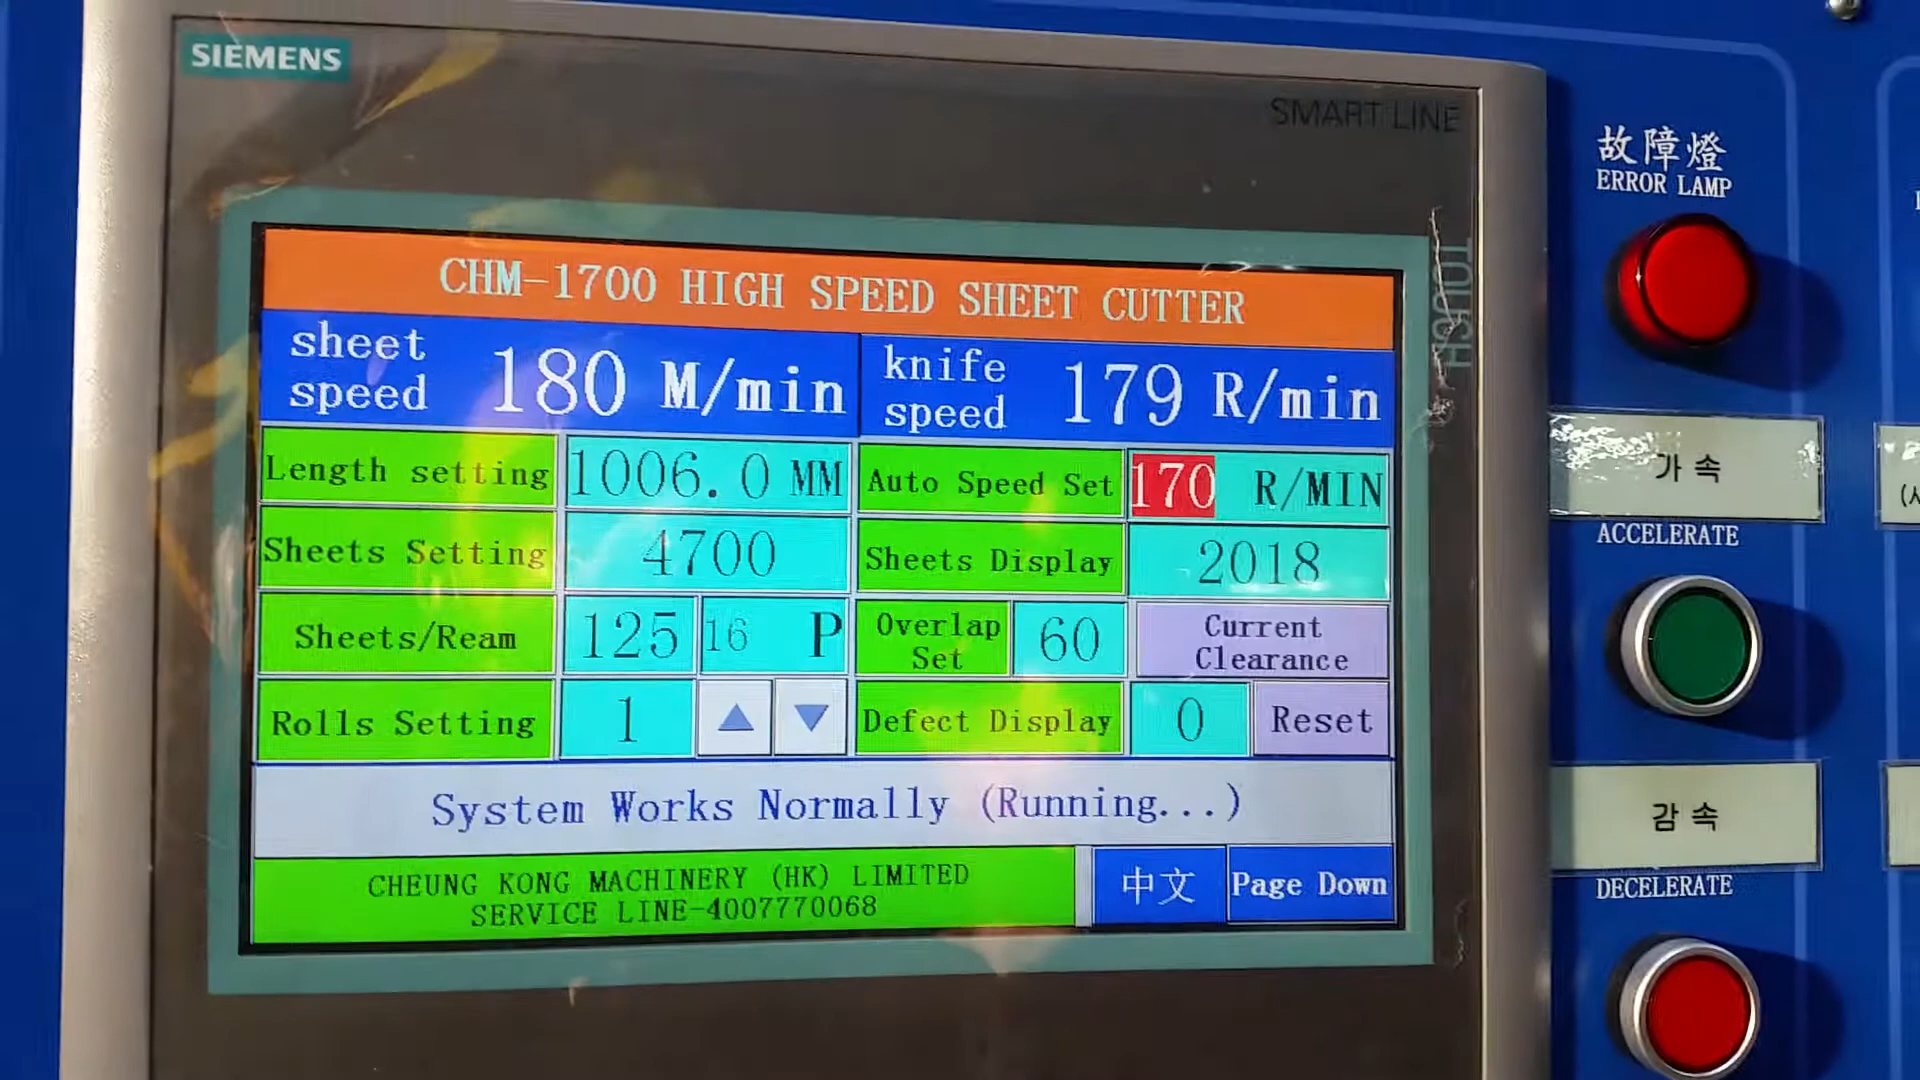 SIEMENS
SMART LINE
TOUCH
CHM-1700 HIGH SPEED SHEET CUTTER
sheet speed 180 M/min
knife speed 179 R/min
Length setting 1006.0 MM
Auto Speed Set 170 R/MIN
Sheets Setting 4700
Sheets Display 2018
Sheets/Ream 125 16 P
Overlap Set 60
Current Clearance
Rolls Setting 1
Defect Display 0
Reset
System Works Normally (Running...)
CHEUNG KONG MACHINERY (HK) LIMITED
SERVICE LINE-4007770068
中文
Page Down
故障燈
ERROR LAMP
가속
ACCELERATE
감속
DECELERATE